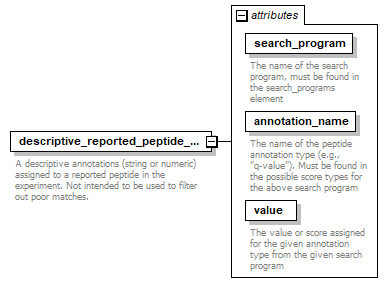 attributes
search_program
The name of the search
program, must be found in
the search_programs
element
annotation_name
The name of the peptide
annotation type (e.g.,
"q-value"). Must be found in
the possible score types for
the above search program
descriptive_reported_peptide_...
A descriptive annotations (string or numeric)
assigned to a reported peptide in the
experiment. Not intended to be used to filter
out poor matches.
value
The value or score assigned
for the given annotation
type from the given search
program